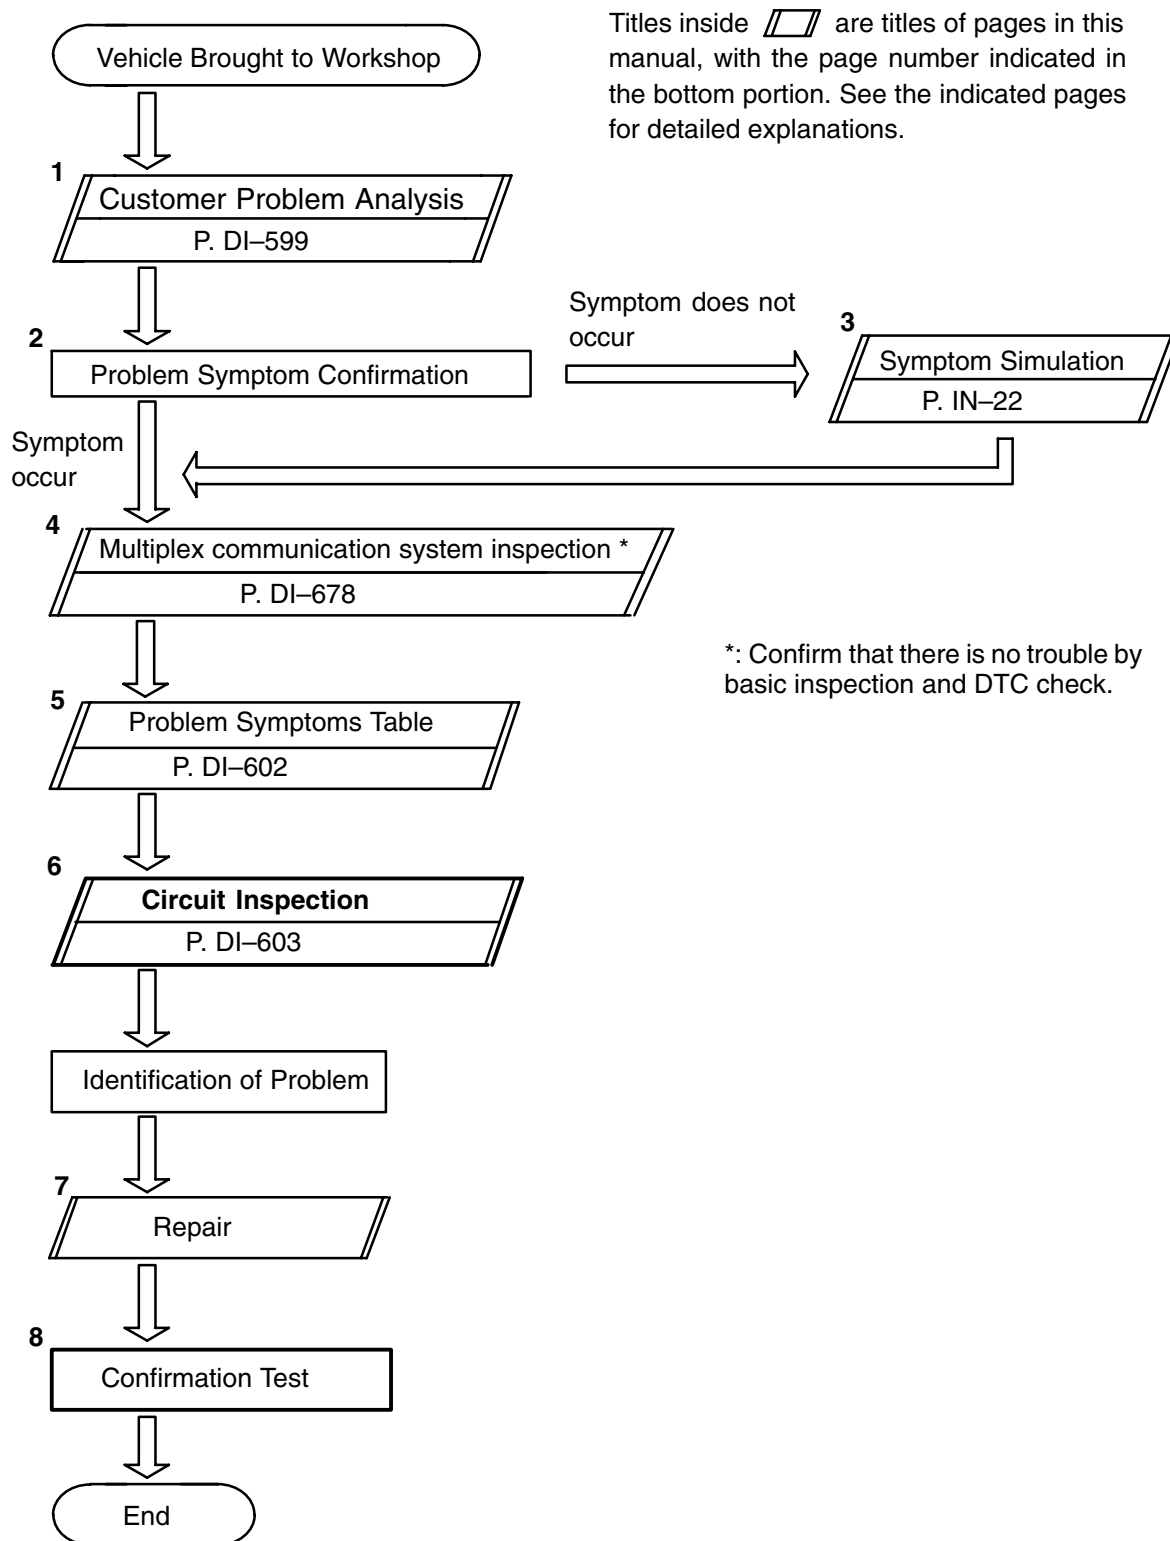 Vehicle Brought to Workshop
Titles inside are titles of pages in this
manual, with the page number indicated in
the bottom portion. See the indicated pages
for detailed explanations.
1
Customer Problem Analysis
P. DI–599
2
Problem Symptom Confirmation
Symptom does not
occur
3
Symptom Simulation
P. IN–22
Symptom
occur
4
Multiplex communication system inspection *
P. DI–678
*: Confirm that there is no trouble by
basic inspection and DTC check.
5
Problem Symptoms Table
P. DI–602
6
Circuit Inspection
P. DI–603
Identification of Problem
7
Repair
8
Confirmation Test
End